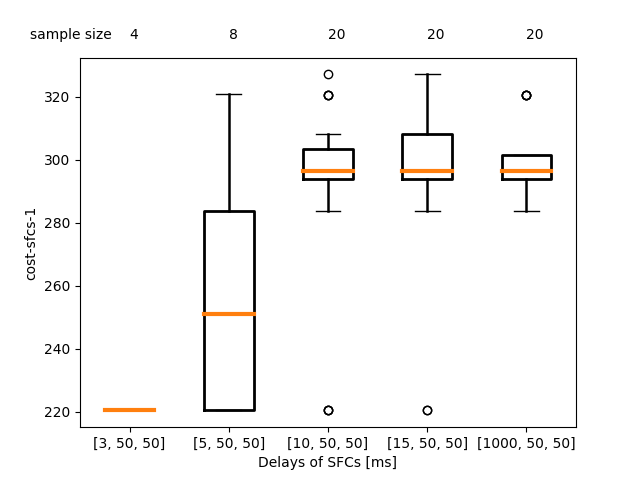 sample size 4 8 20 20 20
320
300
280
260
240
220
cost-sfcs-1
[3, 50, 50] [5, 50, 50] [10, 50, 50] [15, 50, 50] [1000, 50, 50]
Delays of SFCs [ms]